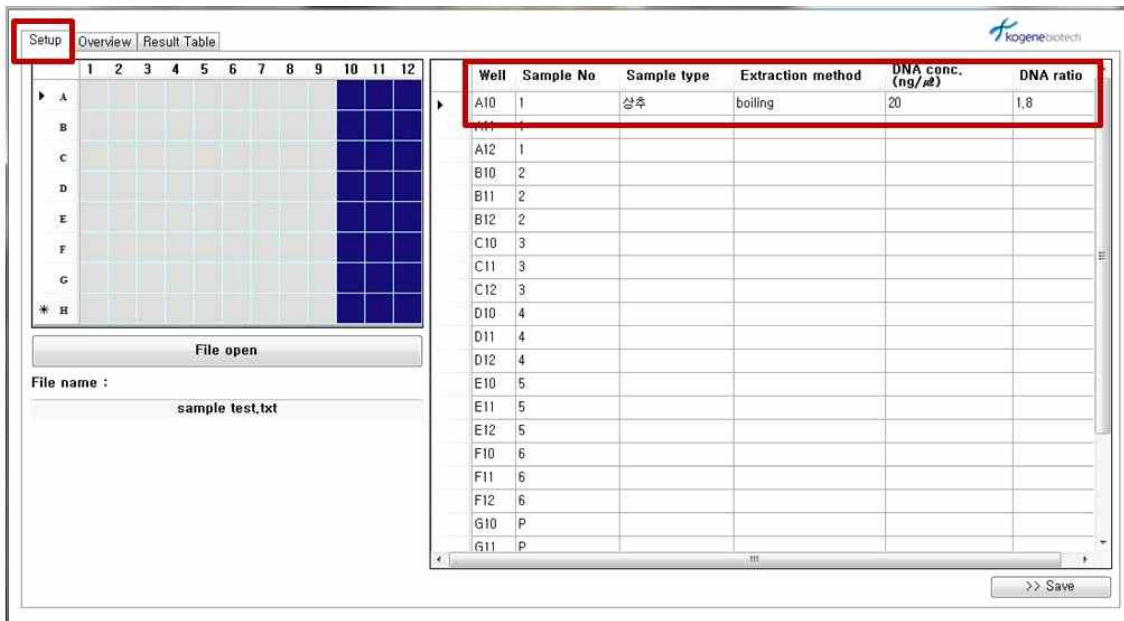 Setup Overview Result Table
kogenebiotech
1 2 3 4 5 6 7 8 9 10 11 12
A
B
C
D
E
F
G
H
File open
File name :
sample test.txt
Well Sample No Sample type Extraction method DNA conc. (ng/㎕) DNA ratio
A10 1 상추 boiling 20 1.8
A11 1
A12 1
B10 2
B11 2
B12 2
C10 3
C11 3
C12 3
D10 4
D11 4
D12 4
E10 5
E11 5
E12 5
F10 6
F11 6
F12 6
G10 P
G11 P
>> Save